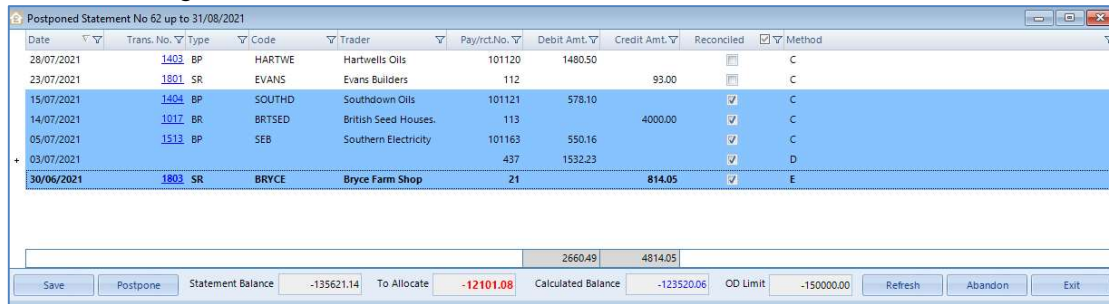 Postponed Statement No 62 up to 31/08/2021
Date Trans. No. Type Code Trader Pay/rct.No. Debit Amt. Credit Amt. Reconciled Method
28/07/2021 1403 BP HARTWE Hartwells Oils 101120 1480.50 C
23/07/2021 1801 SR EVANS Evans Builders 112 93.00 C
15/07/2021 1404 BP SOUTHD Southdown Oils 101121 578.10 C
14/07/2021 1017 BR BRTSED British Seed Houses. 113 4000.00 C
05/07/2021 1513 BP SEB Southern Electricity 101163 550.16 C
+ 03/07/2021 437 1532.23 D
30/06/2021 1803 SR BRYCE Bryce Farm Shop 21 814.05 E
2660.49 4814.05
Save Postpone Statement Balance -135621.14 To Allocate -12101.08 Calculated Balance -123520.06 OD Limit -150000.00 Refresh Abandon Exit